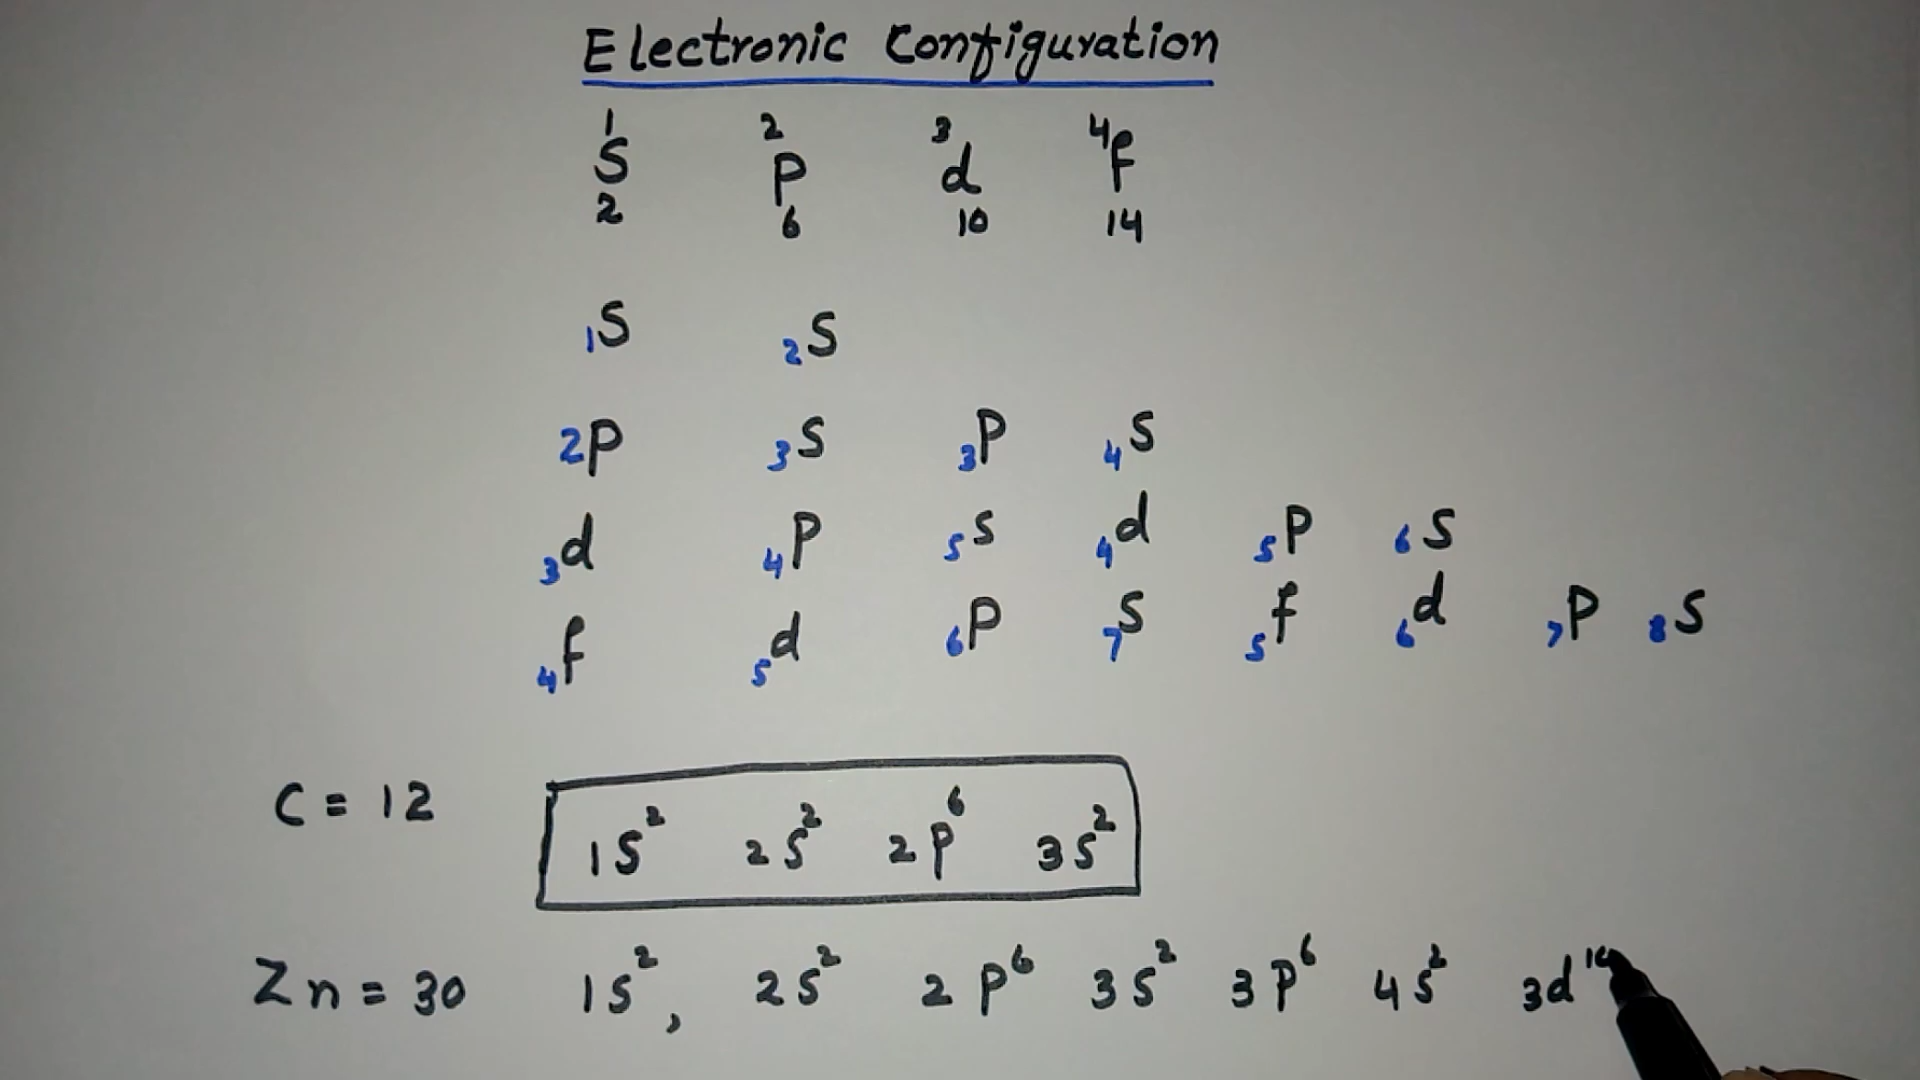 Electronic Configuration
1 2 3 4
S P d f
2 6 10 14
1S 2S
2P 3S 3P 4S
3d 4P 5S 4d 5P 6S
4f 5d 6P 7S 5f 6d 7P 8S
C = 12 1S² 2S² 2P⁶ 3S²
Zn = 30 1S², 2S² 2P⁶ 3S² 3P⁶ 4S² 3d¹⁰